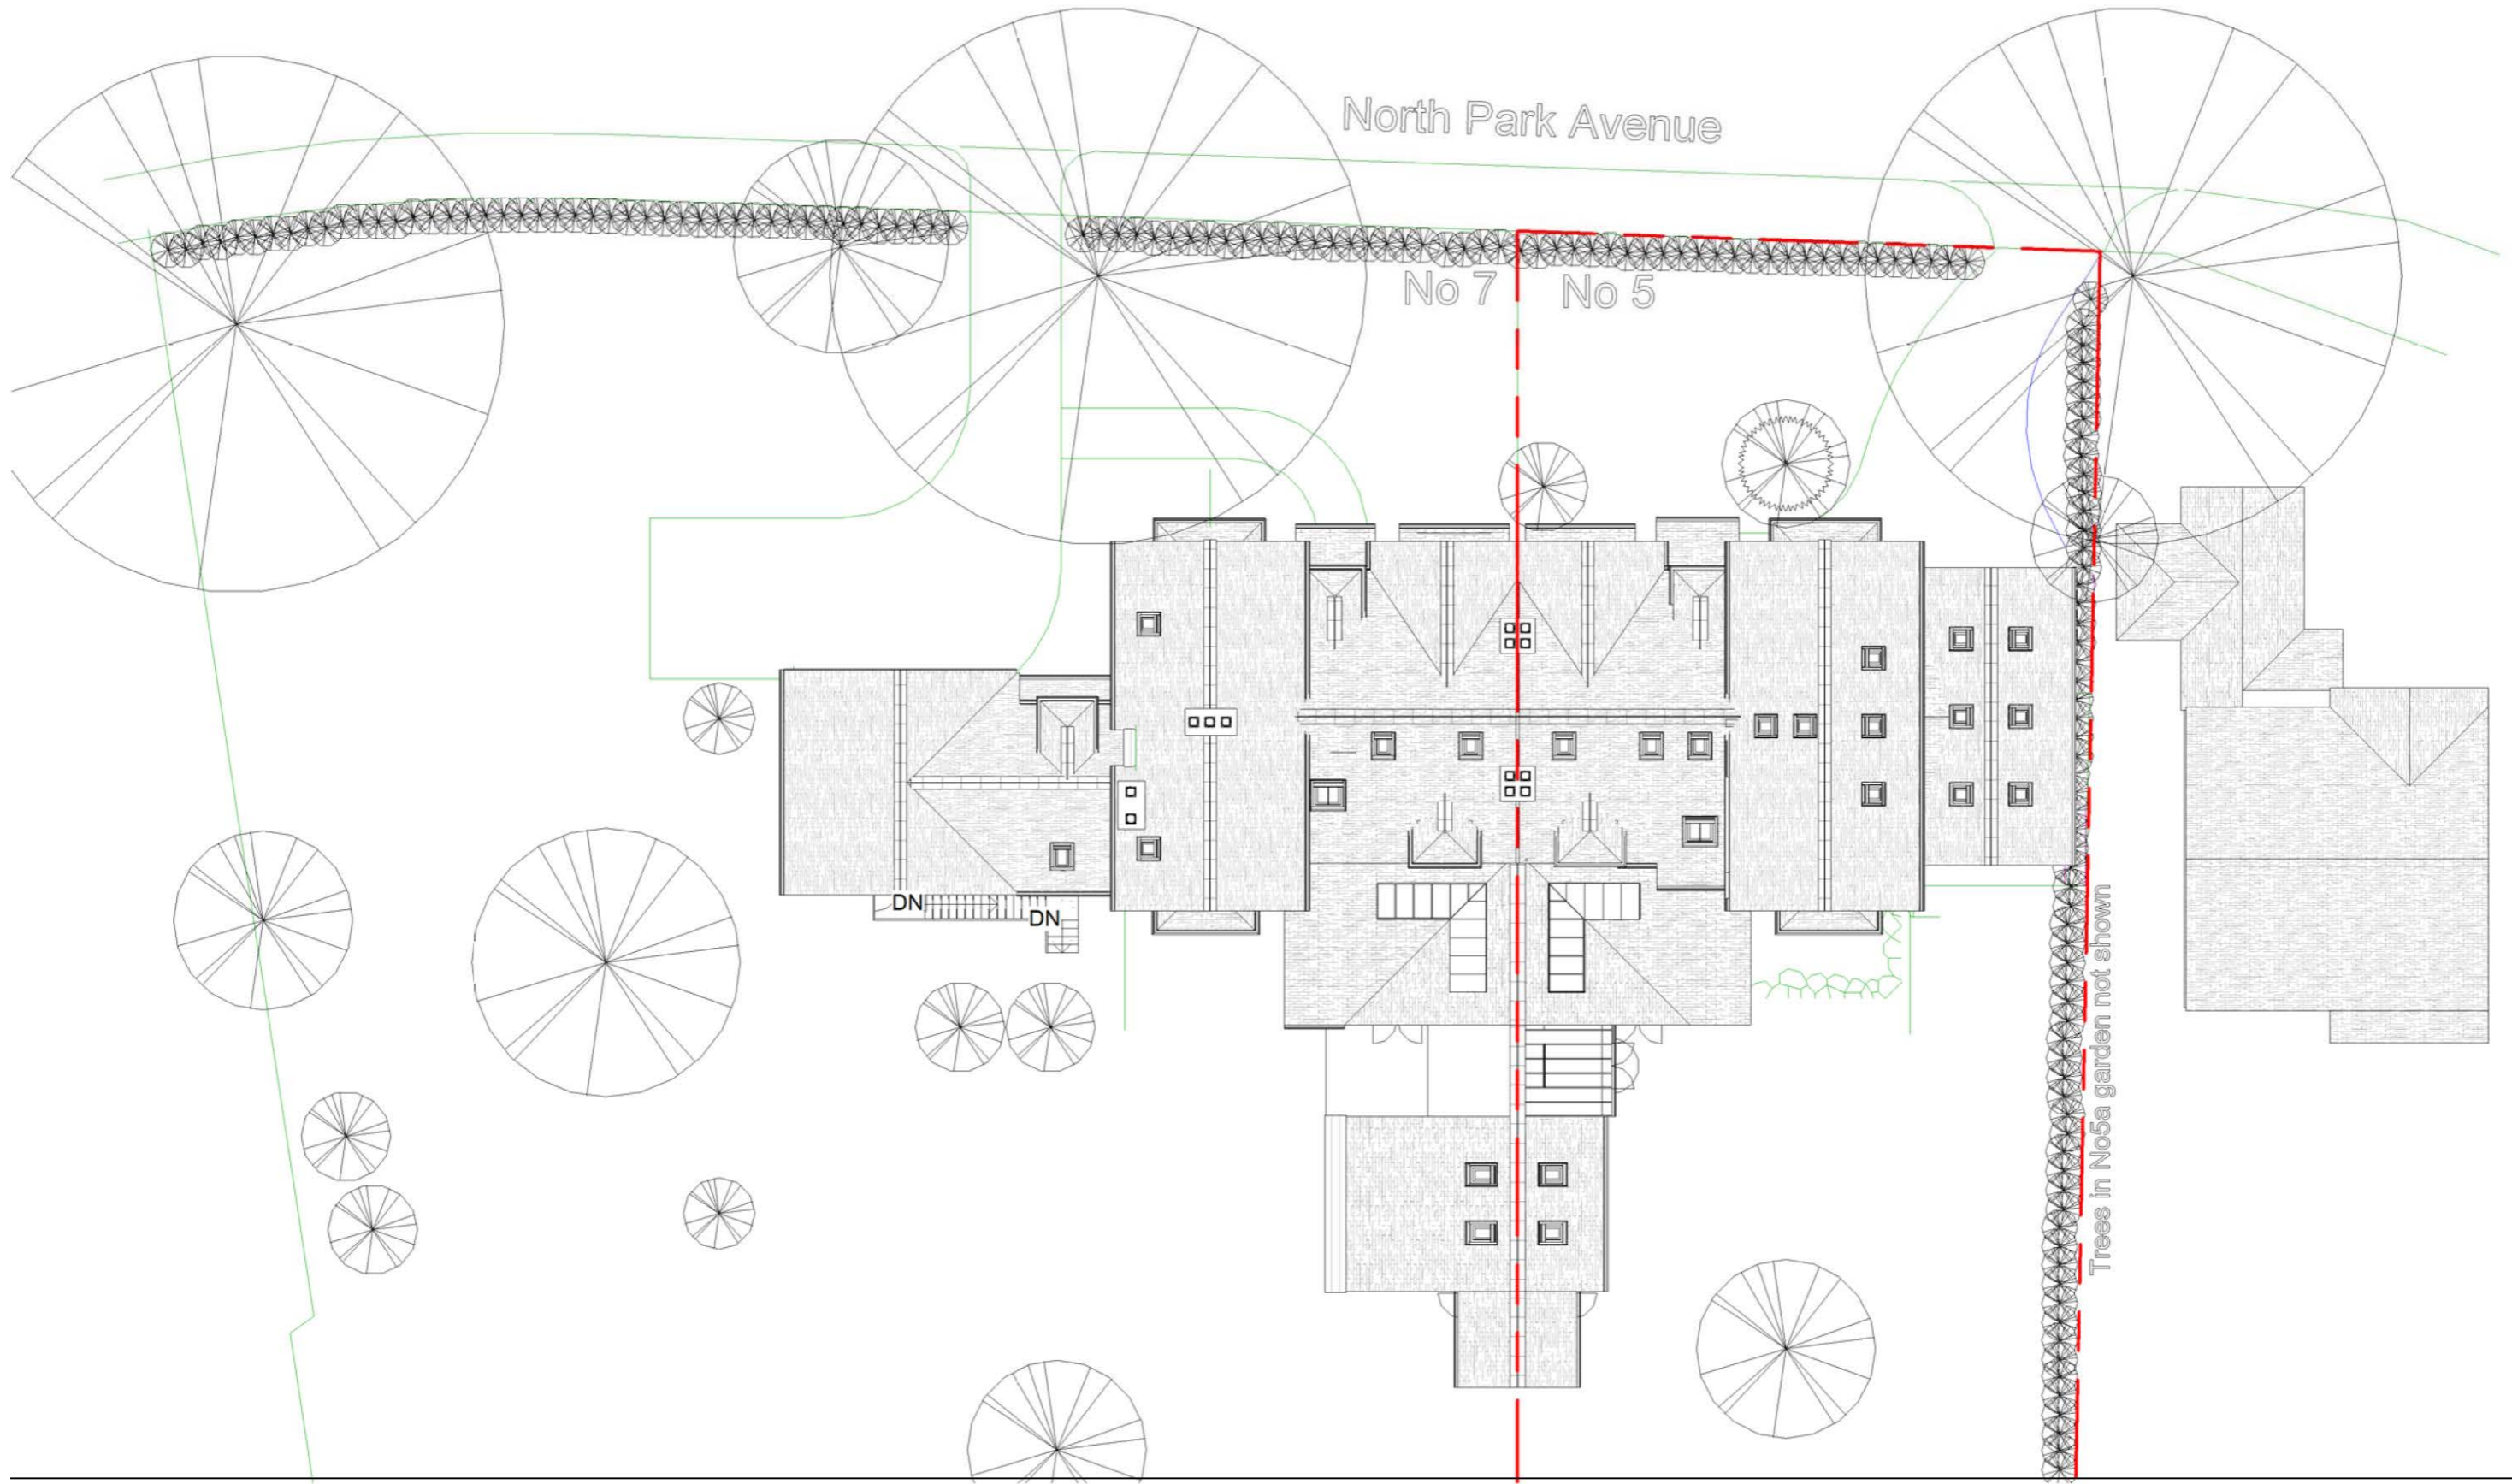 North Park Avenue
No 7
No 5
DN
DN
Trees in No5a garden not shown